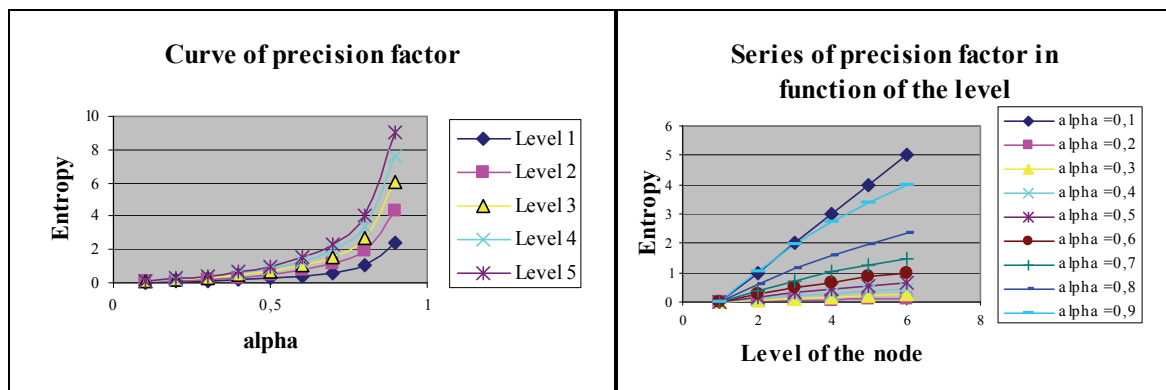 Curve of precision factor
Entropy
10
8
6
4
2
0
0
0,5
1
alpha
Level 1
Level 2
Level 3
Level 4
Level 5
Series of precision factor in
function of the level
Entropy
6
5
4
3
2
1
0
0
2
4
6
8
Level of the node
alpha =0,1
alpha =0,2
alpha =0,3
alpha =0,4
alpha =0,5
alpha =0,6
alpha =0,7
alpha =0,8
alpha =0,9